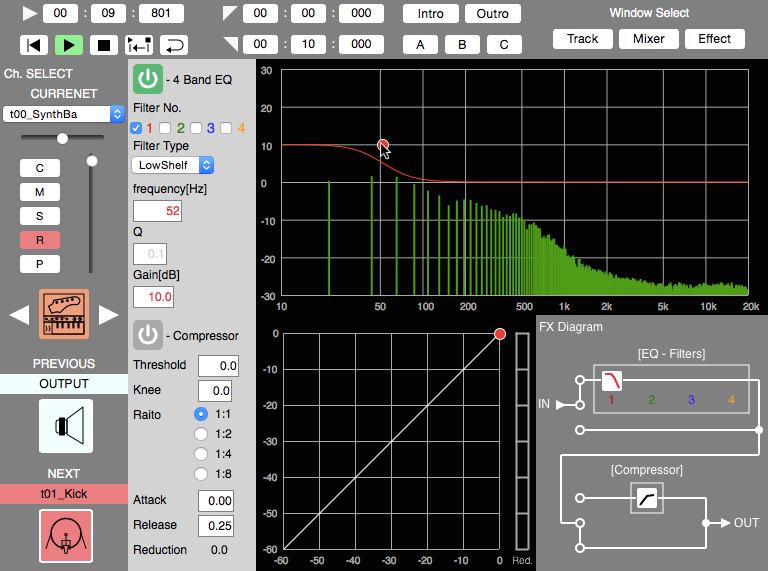 00 : 09 : 801
00 : 00 : 000
Intro
Outro
Window Select
00 : 10 : 000
A
B
C
Track
Mixer
Effect
Ch. SELECT
CURRENET
t00_SynthBa
C
M
S
R
P
PREVIOUS
OUTPUT
NEXT
t01_Kick
- 4 Band EQ
Filter No.
1 2 3 4
Filter Type
LowShelf
frequency[Hz]
52
Q
0.1
Gain[dB]
10.0
- Compressor
Threshold 0.0
Knee 0.0
Raito 1:1
1:2
1:4
1:8
Attack 0.00
Release 0.25
Reduction 0.0
30
20
10
0
-10
-20
-30
10 50 100 200 500 1k 2k 5k 10k 20k
0
-10
-20
-30
-40
-50
-60
-60 -50 -40 -30 -20 -10 0 Red.
FX Diagram
[EQ - Filters]
IN
1 2 3 4
[Compressor]
OUT